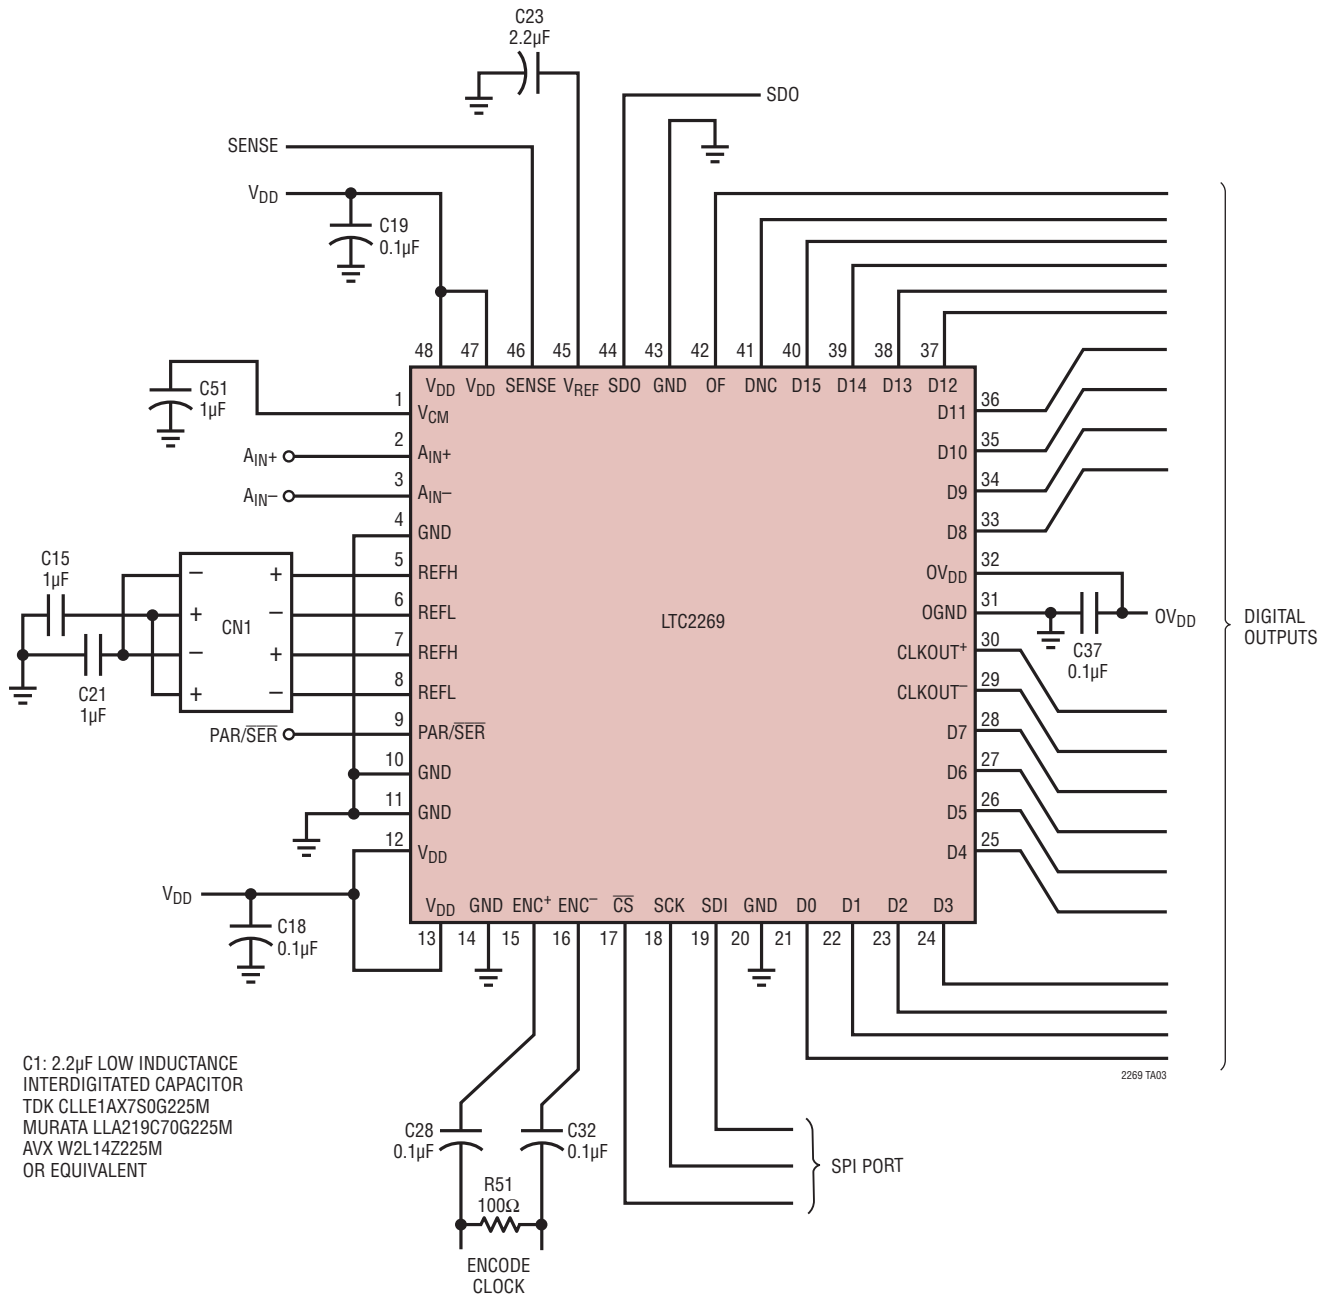 C23
2.2µF
SDO
SENSE
VDD
C19
0.1µF
48 47 46 45 44 43 42 41 40 39 38 37
VDD VDD SENSE VREF SDO GND OF DNC D15 D14 D13 D12
C51
1µF
1
VCM
2
AIN+
AIN+
3
AIN–
AIN–
4
GND
C15
1µF
5
REFH
6
REFL
7
REFH
8
REFL
– +
+ –
CN1
– +
+ –
C21
1µF
PAR/SER
9
PAR/SER
10
GND
11
GND
12
VDD
LTC2269
36
D11
35
D10
34
D9
33
D8
32
OVDD
31
OGND
OVDD
C37
0.1µF
30
CLKOUT+
29
CLKOUT–
28
D7
27
D6
26
D5
25
D4
DIGITAL
OUTPUTS
VDD
C18
0.1µF
VDD GND ENC+ ENC– CS SCK SDI GND D0 D1 D2 D3
13 14 15 16 17 18 19 20 21 22 23 24
2269 TA03
C1: 2.2µF LOW INDUCTANCE
INTERDIGITATED CAPACITOR
TDK CLLE1AX7S0G225M
MURATA LLA219C70G225M
AVX W2L14Z225M
OR EQUIVALENT
C28
0.1µF
C32
0.1µF
R51
100Ω
SPI PORT
ENCODE
CLOCK